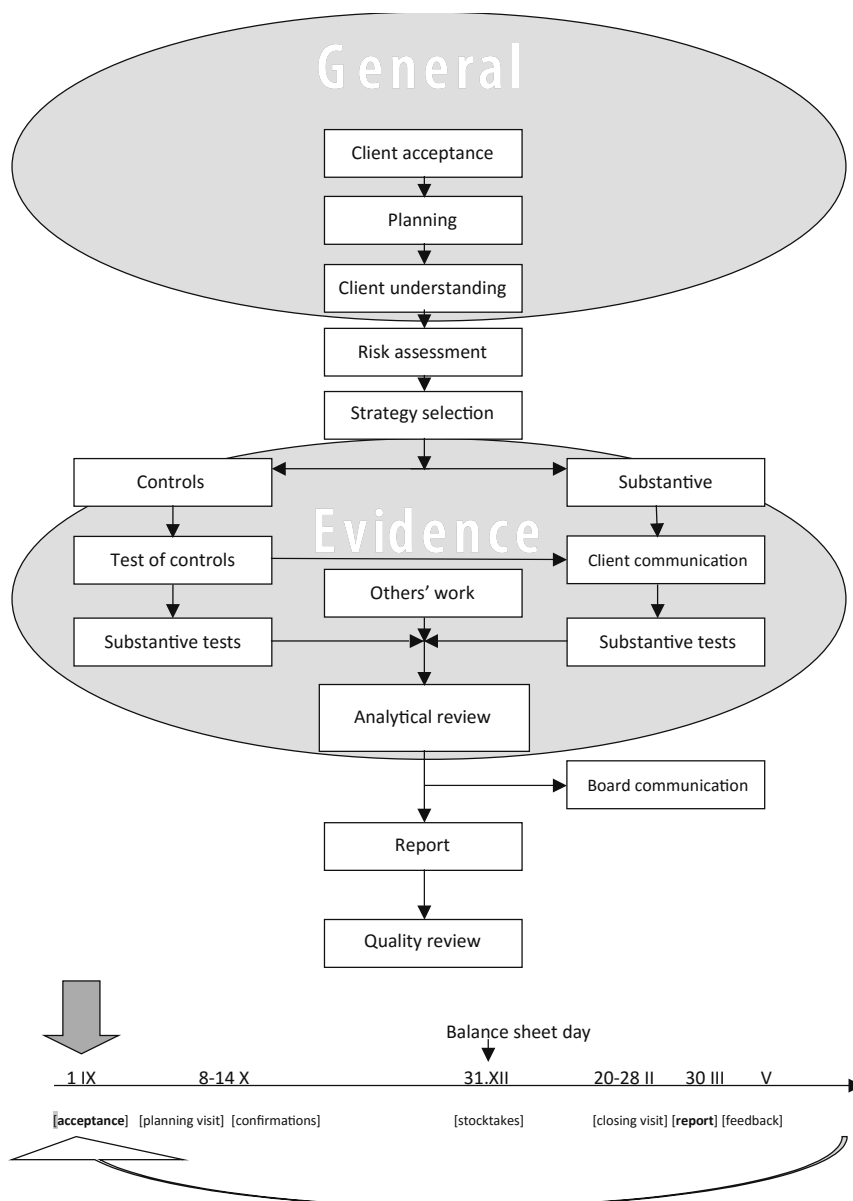 General
Client acceptance
Planning
Client understanding
Risk assessment
Strategy selection
Controls
Substantive
Evidence
Test of controls
Client communication
Others’ work
Substantive tests
Substantive tests
Analytical review
Board communication
Report
Quality review
Balance sheet day
1 IX 8-14 X 31.XII 20-28 II 30 III V
[acceptance] [planning visit] [confirmations] [stocktakes] [closing visit] [report] [feedback]